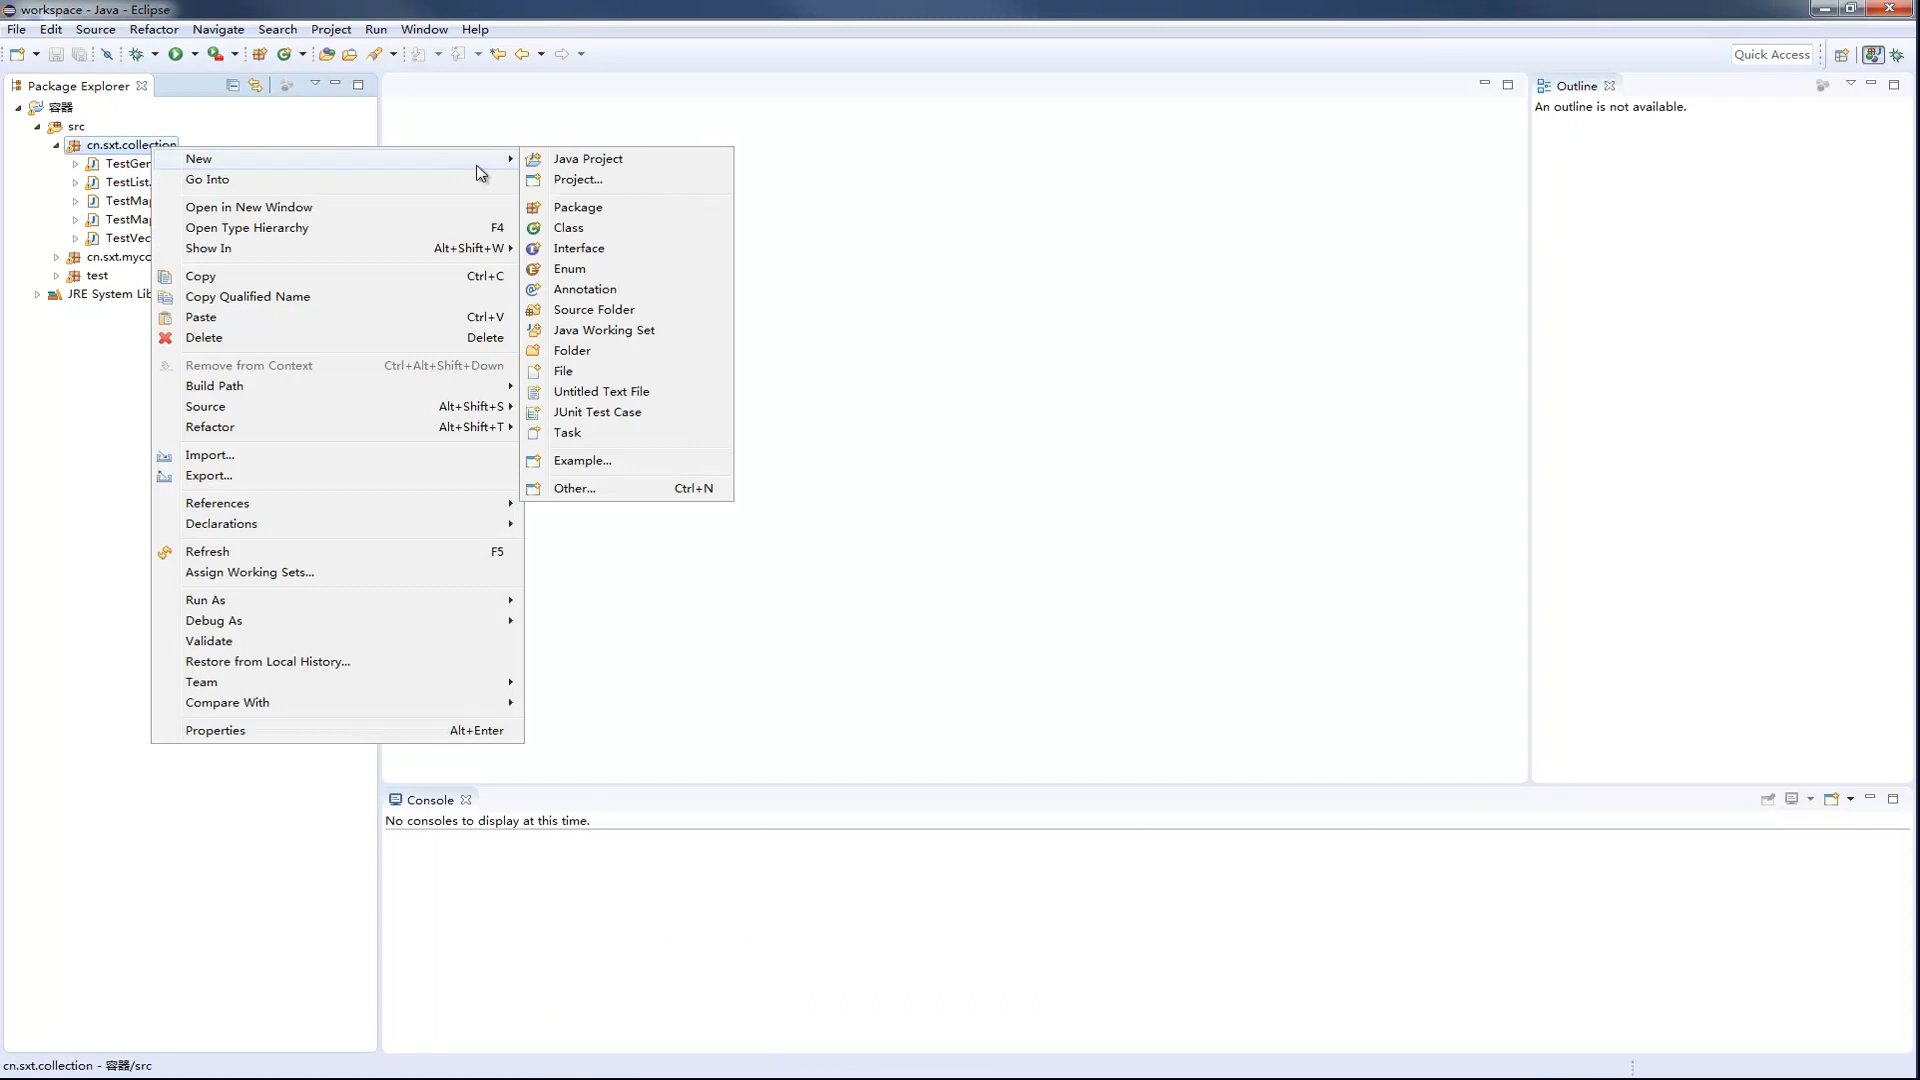 workspace - Java - Eclipse
File Edit Source Refactor Navigate Search Project Run Window Help
Quick Access
Package Explorer
Outline
容器
An outline is not available.
src
cn.sxt.collection
TestGer
TestList.
TestMap
TestMap
TestVec
cn.sxt.myco
test
JRE System Lib
New
Go Into
Open in New Window
Open Type Hierarchy F4
Show In Alt+Shift+W
Copy Ctrl+C
Copy Qualified Name
Paste Ctrl+V
Delete Delete
Remove from Context Ctrl+Alt+Shift+Down
Build Path
Source Alt+Shift+S
Refactor Alt+Shift+T
Import...
Export...
References
Declarations
Refresh F5
Assign Working Sets...
Run As
Debug As
Validate
Restore from Local History...
Team
Compare With
Properties Alt+Enter
Java Project
Project...
Package
Class
Interface
Enum
Annotation
Source Folder
Java Working Set
Folder
File
Untitled Text File
JUnit Test Case
Task
Example...
Other... Ctrl+N
Console
No consoles to display at this time.
cn.sxt.collection - 容器/src